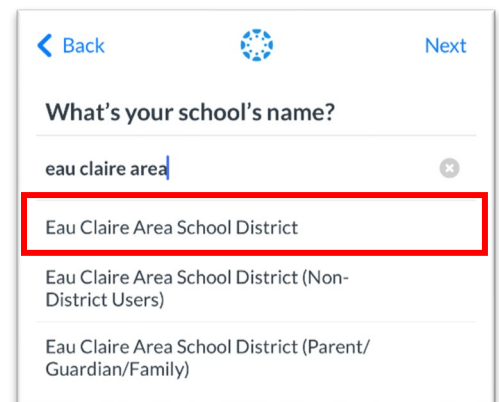 Back
Next
What's your school's name?
eau claire area
Eau Claire Area School District
Eau Claire Area School District (Non-
District Users)
Eau Claire Area School District (Parent/
Guardian/Family)